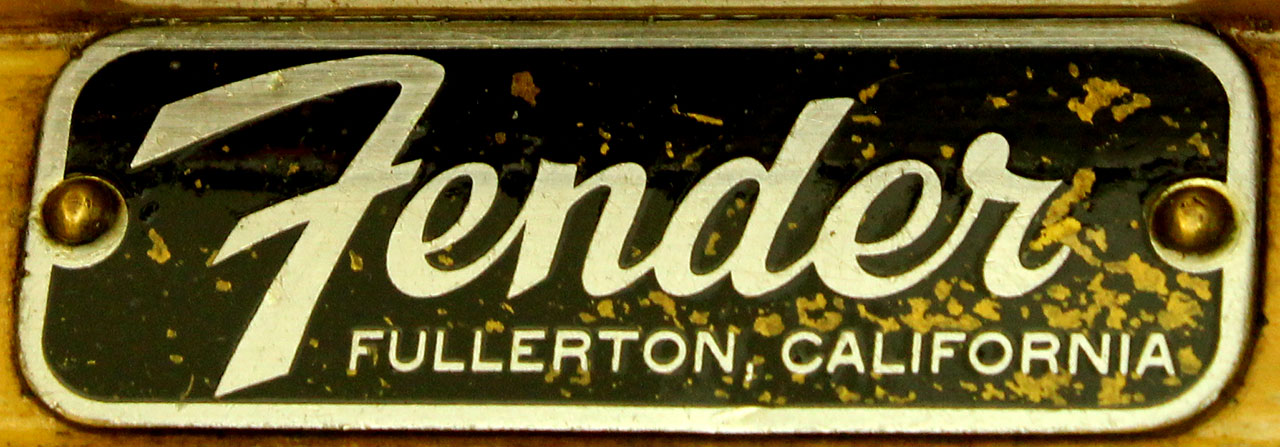 Fender
FULLERTON, CALIFORNIA